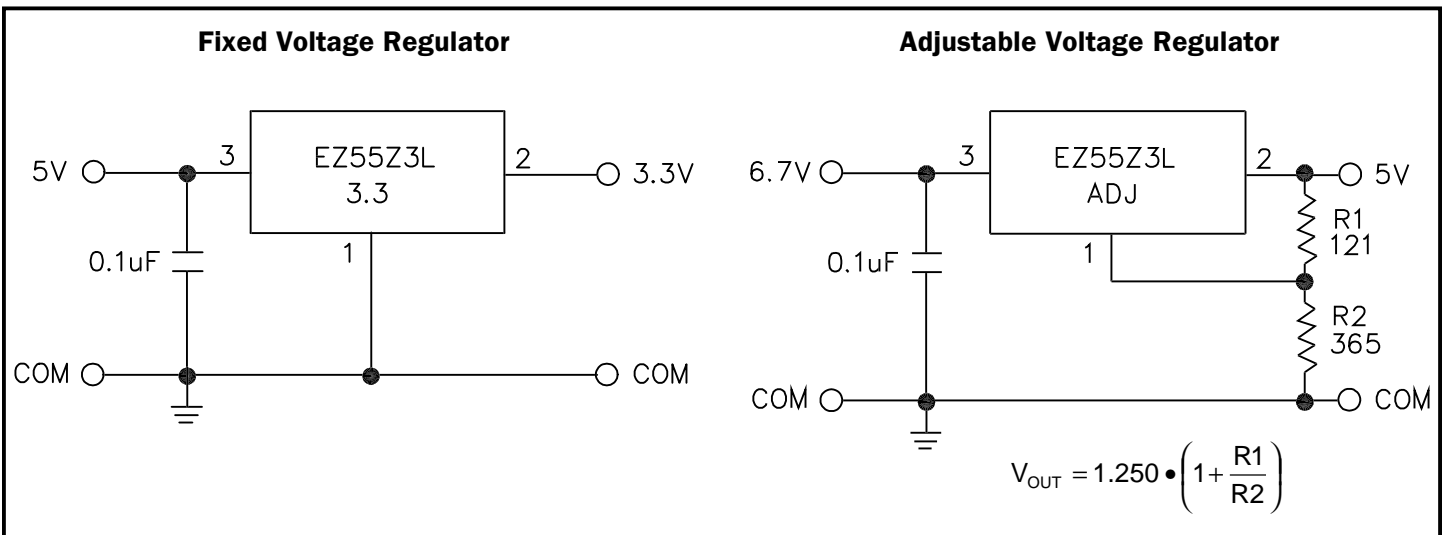 Fixed Voltage Regulator
5V
3
EZ55Z3L
3.3
2
3.3V
0.1uF
1
COM
COM
Adjustable Voltage Regulator
6.7V
3
EZ55Z3L
ADJ
2
5V
R1
121
0.1uF
1
R2
365
COM
COM
V_OUT = 1.250 • (1 + R1/R2)